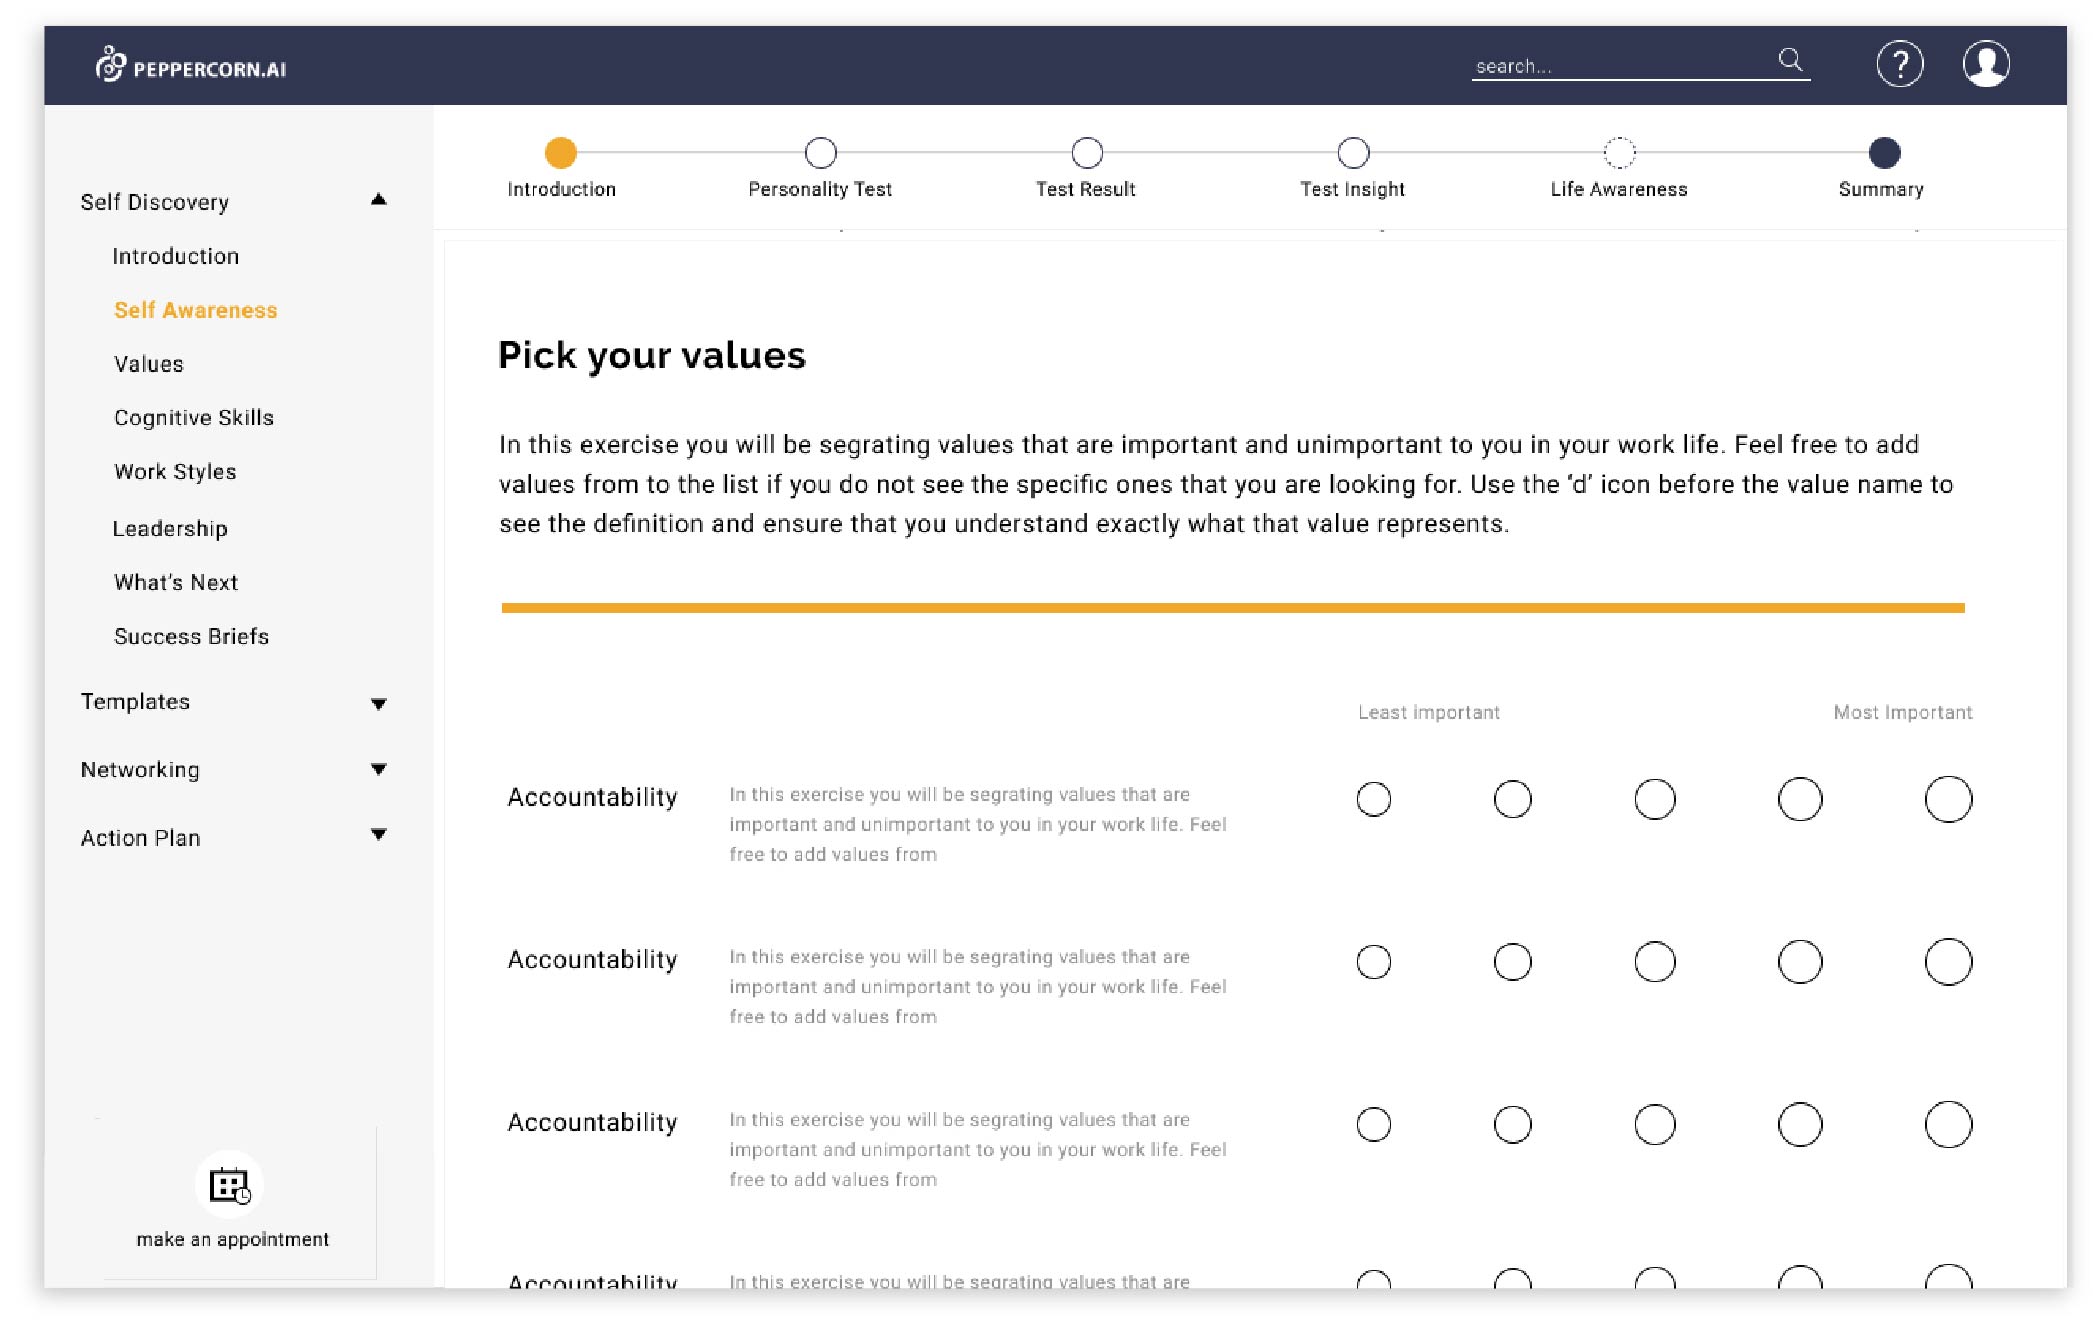 PEPPERCORN.AI
search...
?
Introduction
Personality Test
Test Result
Test Insight
Life Awareness
Summary
Self Discovery
Introduction
Self Awareness
Values
Cognitive Skills
Work Styles
Leadership
What’s Next
Success Briefs
Templates
Networking
Action Plan
make an appointment
Pick your values
In this exercise you will be segrating values that are important and unimportant to you in your work life. Feel free to add
values from to the list if you do not see the specific ones that you are looking for. Use the ‘d’ icon before the value name to
see the definition and ensure that you understand exactly what that value represents.
Least important
Most Important
Accountability
In this exercise you will be segrating values that are
important and unimportant to you in your work life. Feel
free to add values from
Accountability
In this exercise you will be segrating values that are
important and unimportant to you in your work life. Feel
free to add values from
Accountability
In this exercise you will be segrating values that are
important and unimportant to you in your work life. Feel
free to add values from
Accountability
In this exercise you will be segrating values that are